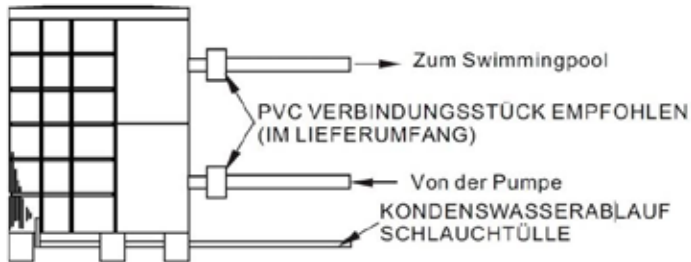 Zum Swimmingpool
PVC VERBINDUNGSSTÜCK EMPFOHLEN
(IM LIEFERUMFANG)
Von der Pumpe
KONDENSWASSERABLAUF
SCHLAUCHTÜLLE